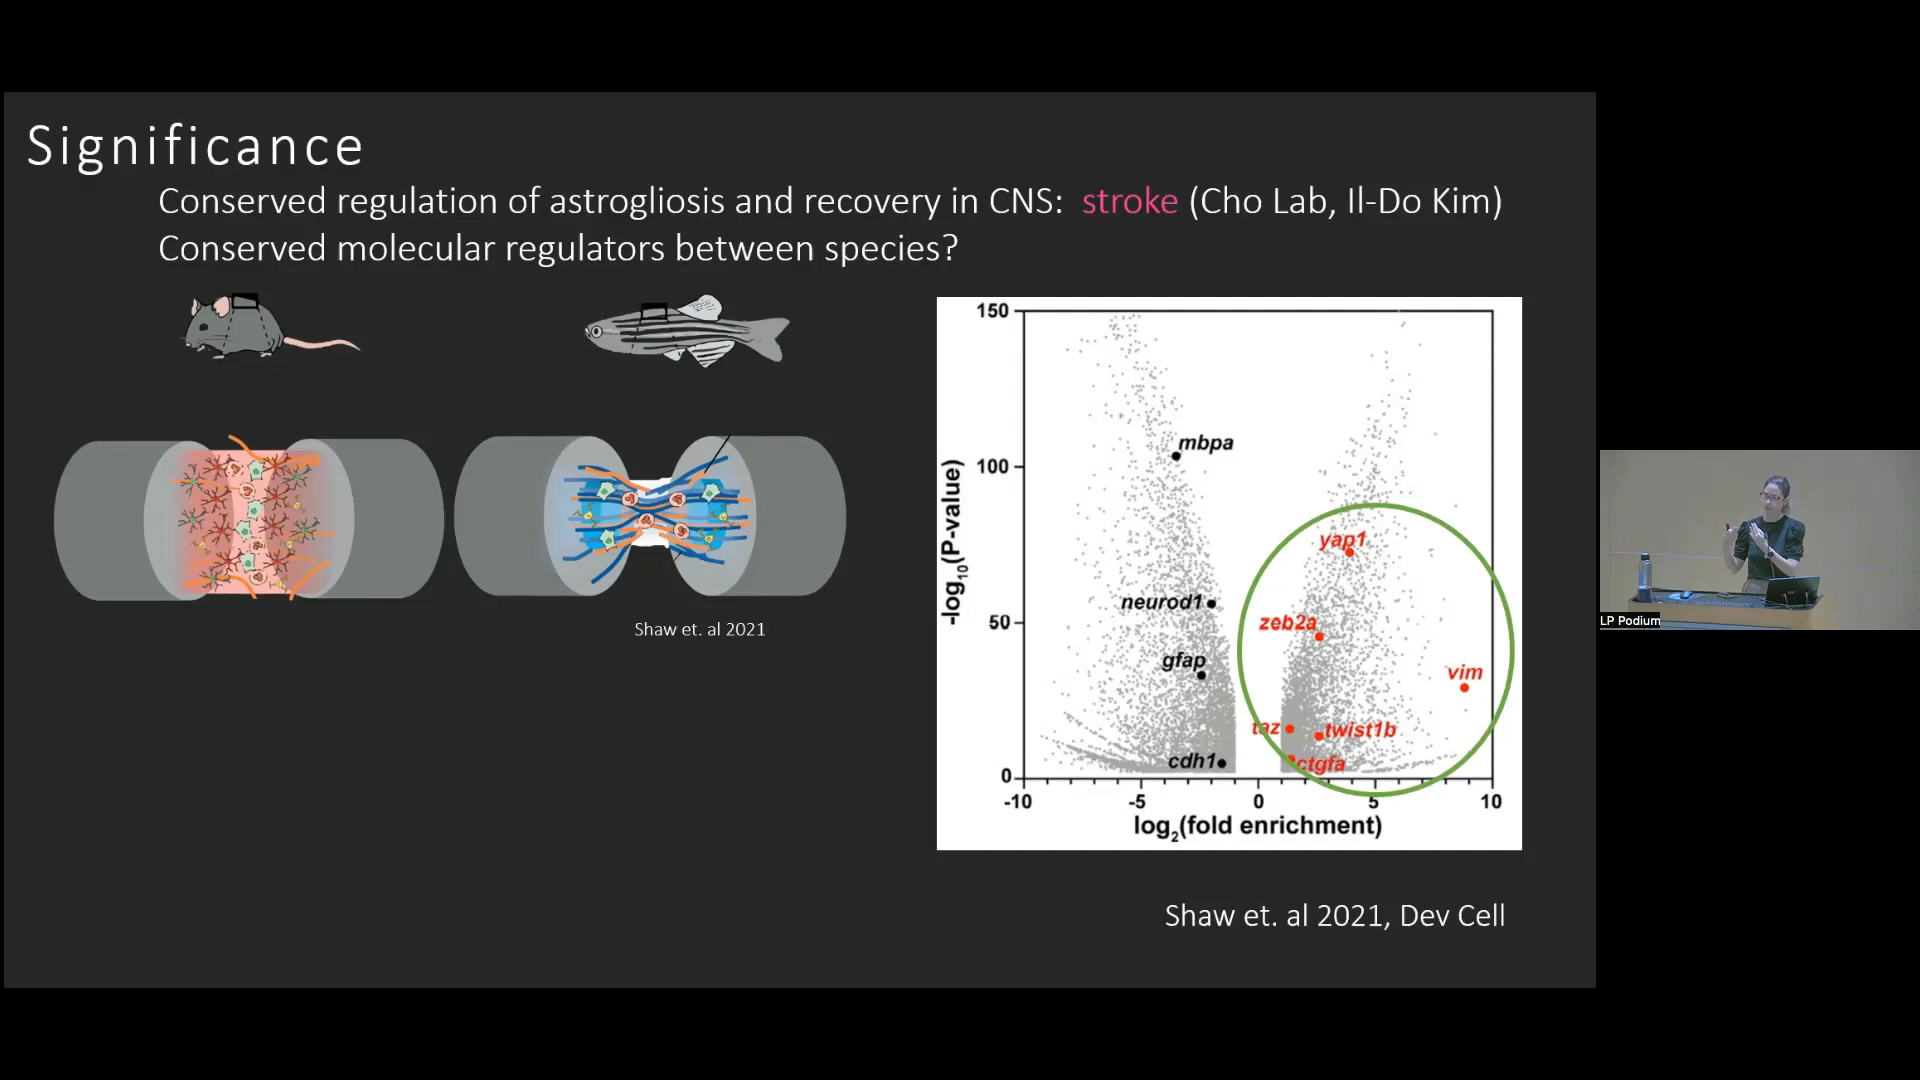 Significance
Conserved regulation of astrogliosis and recovery in CNS: stroke (Cho Lab, Il-Do Kim)
Conserved molecular regulators between species?
Shaw et. al 2021
150
100
50
0
-log10(P-value)
mbpa
yap1
neurod1
zeb2a
gfap
vim
taz
twist1b
cdh1
ctgfa
-10
-5
0
5
10
log2(fold enrichment)
Shaw et. al 2021, Dev Cell
LP Podium